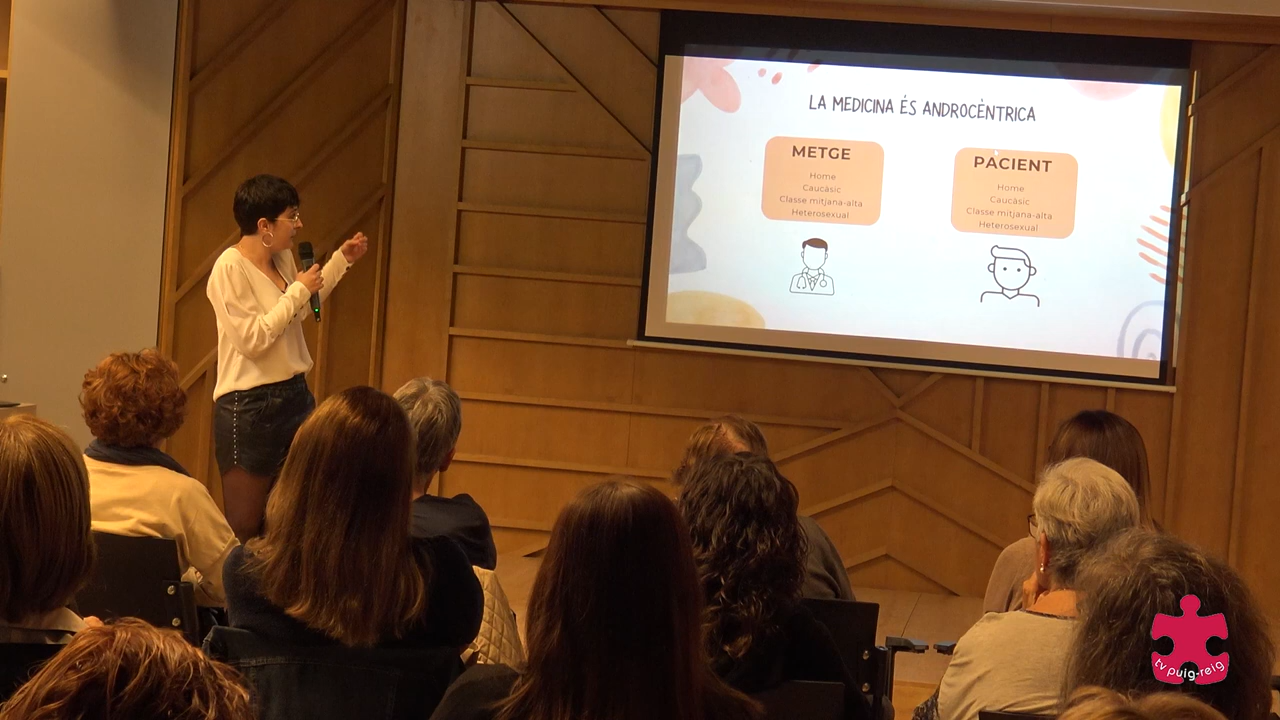 LA MEDICINA ÉS ANDROCÈNTRICA
METGE
Home
Caucàsic
Classe mitjana-alta
Heterosexual
PACIENT
Home
Caucàsic
Classe mitjana-alta
Heterosexual
tv puig-reig